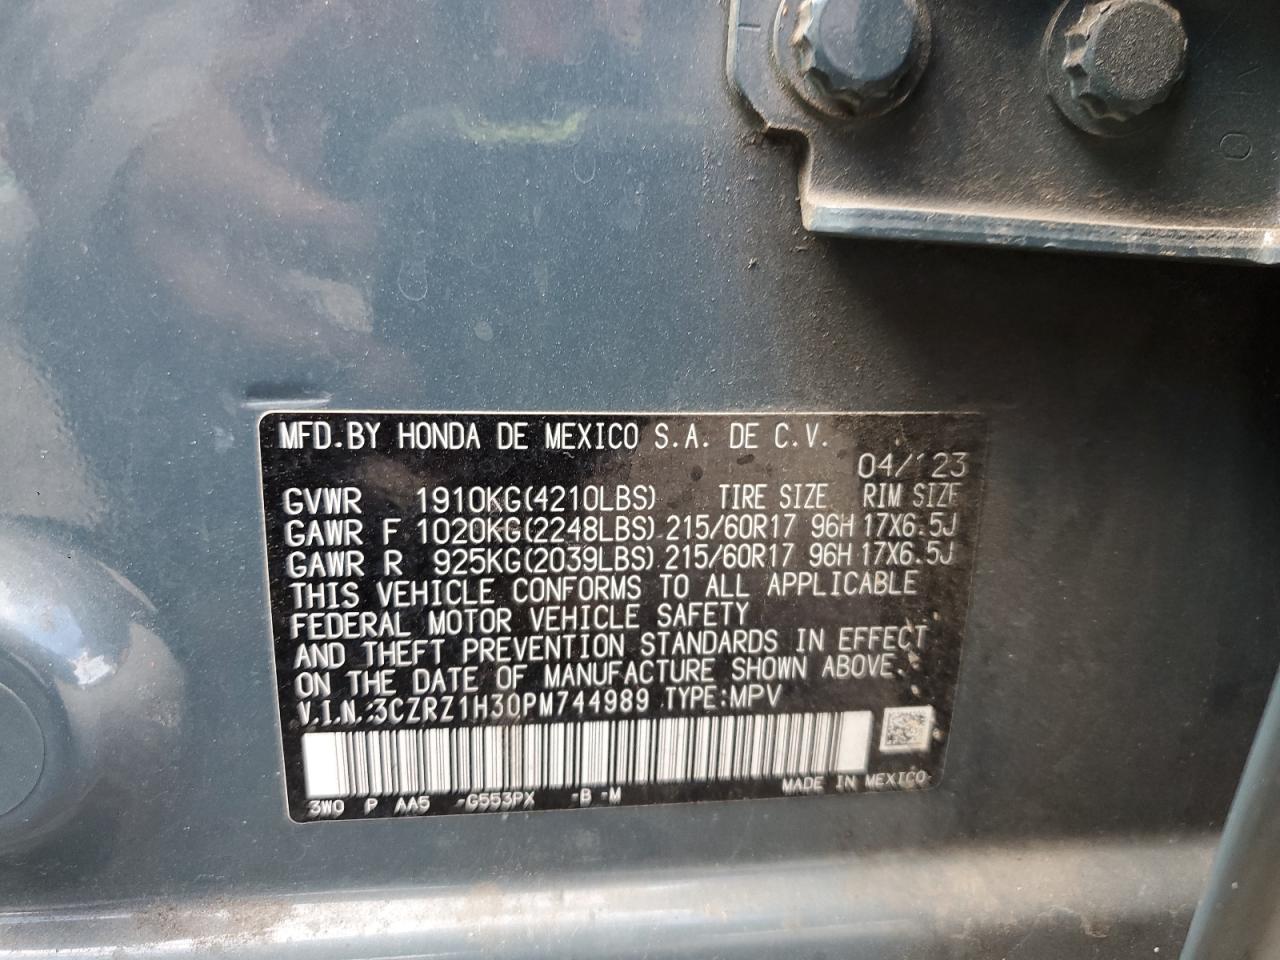 MFD.BY HONDA DE MEXICO S.A. DE C.V.
04/'23
GVWR 1910KG(4210LBS) TIRE SIZE RIM SIZE
GAWR F 1020KG(2248LBS) 215/60R17 96H 17X6.5J
GAWR R 925KG(2039LBS) 215/60R17 96H 17X6.5J
THIS VEHICLE CONFORMS TO ALL APPLICABLE
FEDERAL MOTOR VEHICLE SAFETY
AND THEFT PREVENTION STANDARDS IN EFFECT
ON THE DATE OF MANUFACTURE SHOWN ABOVE.
V.I.N.:3CZRZ1H30PM744989 TYPE:MPV
3W0 P AA5 -G553PX -B -M MADE IN MEXICO